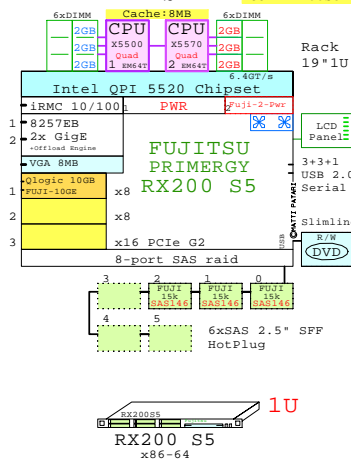 Cache:8MB
6xDIMM
6xDIMM
2GB CPU CPU 2GB
2GB X5500 X5570 2GB
2GB Quad Quad 2GB
1 EM64T 2 EM64T
Rack
19"1U
6.4GT/s
Intel QPI 5520 Chipset
iRMC 10/100 1 PWR 2 Fuji-2-Pwr
1 8257EB
2 2x GigE
+Offload Engine
VGA 8MB
LCD
Panel
FUJITSU
PRIMERGY
RX200 S5
3+3+1
USB 2.0
Serial
©MATTI PATARI
Qlogic 10GB
1 FUJI-10GE x8
2 x8
3 x16 PCIe G2
USB
8-port SAS raid
Slimline
R/W
DVD
3 2 1 0
FUJI FUJI FUJI
15k 15k 15k
SAS146 SAS146 SAS146
4 5
6xSAS 2.5" SFF
HotPlug
RX200S5
1U
RX200 S5
x86-64